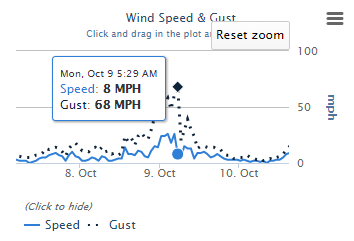 Wind Speed & Gust
Click and drag in the plot ar
Reset zoom
100
Mon, Oct 9 5:29 AM
Speed: 8 MPH
Gust: 68 MPH
50
mph
0
8. Oct
9. Oct
10. Oct
(Click to hide)
Speed
Gust